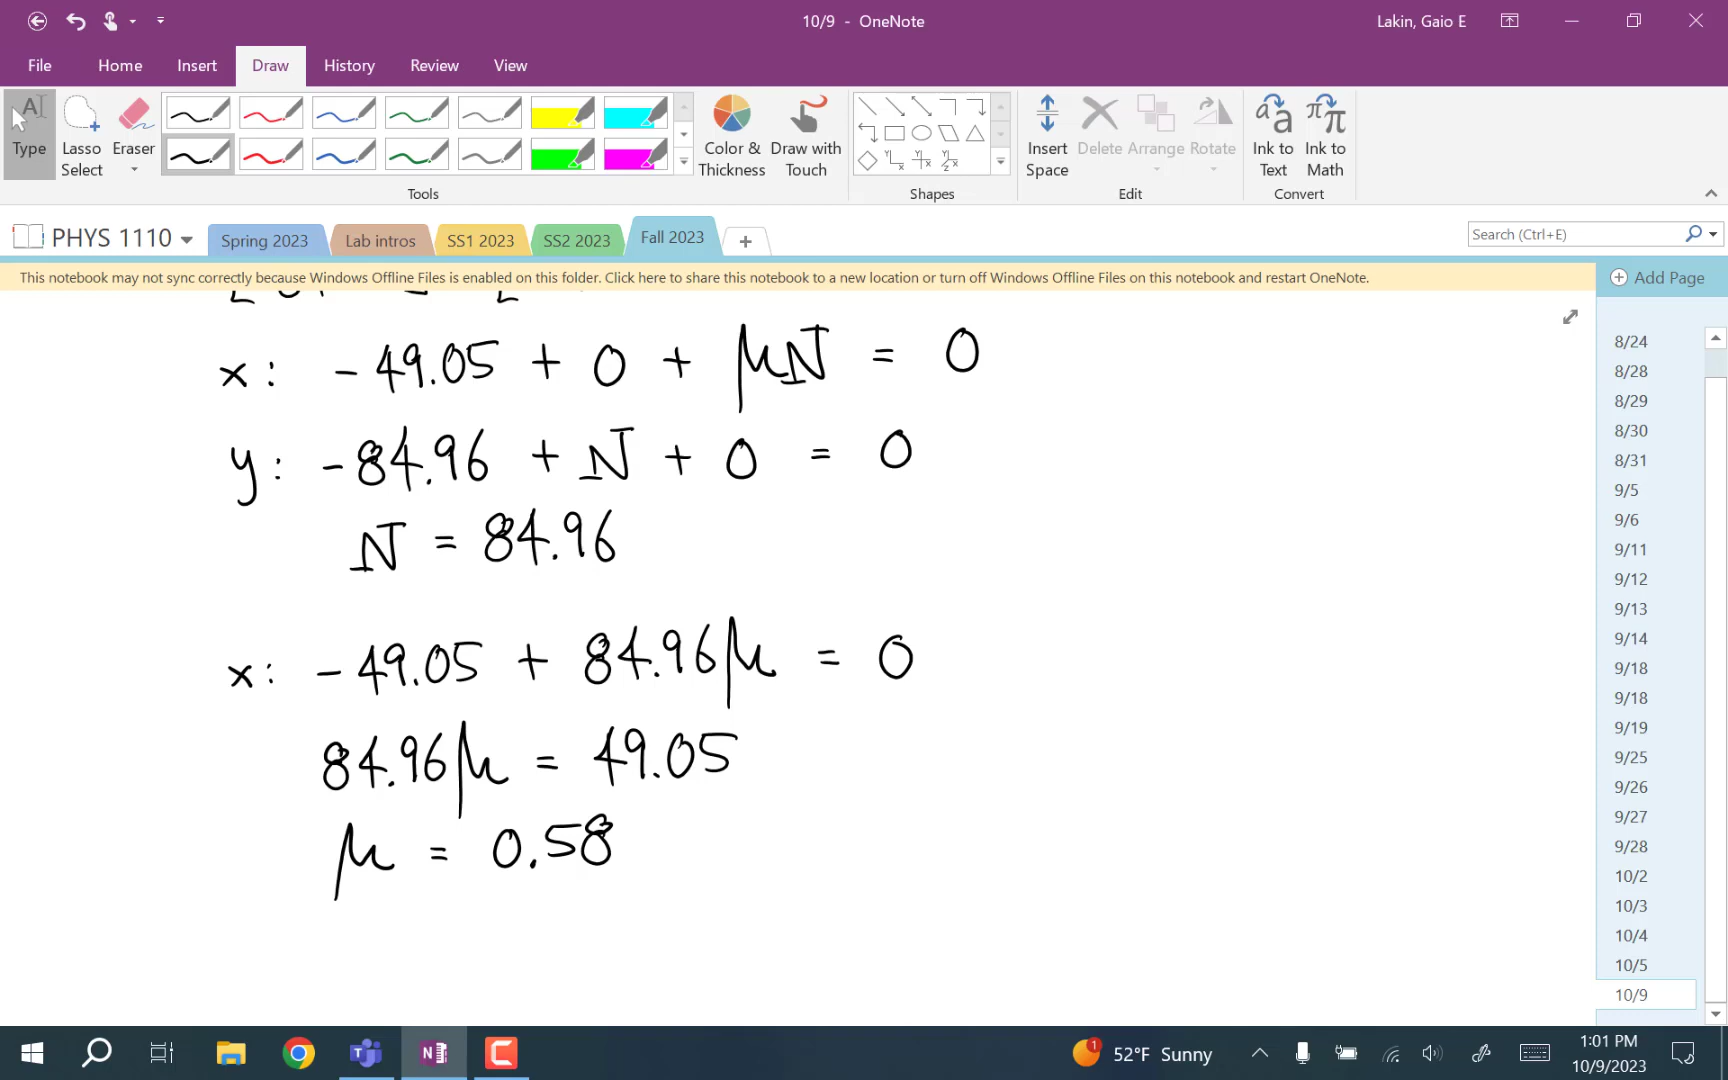 10/9 - OneNote
Lakin, Gaio E
File Home Insert Draw History Review View
Type
Lasso Select
Eraser
Color & Thickness
Draw with Touch
Insert Space
Delete
Arrange
Rotate
Ink to Text
Ink to Math
Tools
Shapes
Edit
Convert
PHYS 1110
Spring 2023
Lab intros
SS1 2023
SS2 2023
Fall 2023
Search (Ctrl+E)
This notebook may not sync correctly because Windows Offline Files is enabled on this folder. Click here to share this notebook to a new location or turn off Windows Offline Files on this notebook and restart OneNote.
Add Page
x: -49.05 + 0 + μN = 0
y: -84.96 + N + 0 = 0
N = 84.96
x: -49.05 + 84.96μ = 0
84.96μ = 49.05
μ = 0.58
8/24
8/28
8/29
8/30
8/31
9/5
9/6
9/11
9/12
9/13
9/14
9/18
9/18
9/19
9/25
9/26
9/27
9/28
10/2
10/3
10/4
10/5
10/9
52°F Sunny
1:01 PM
10/9/2023